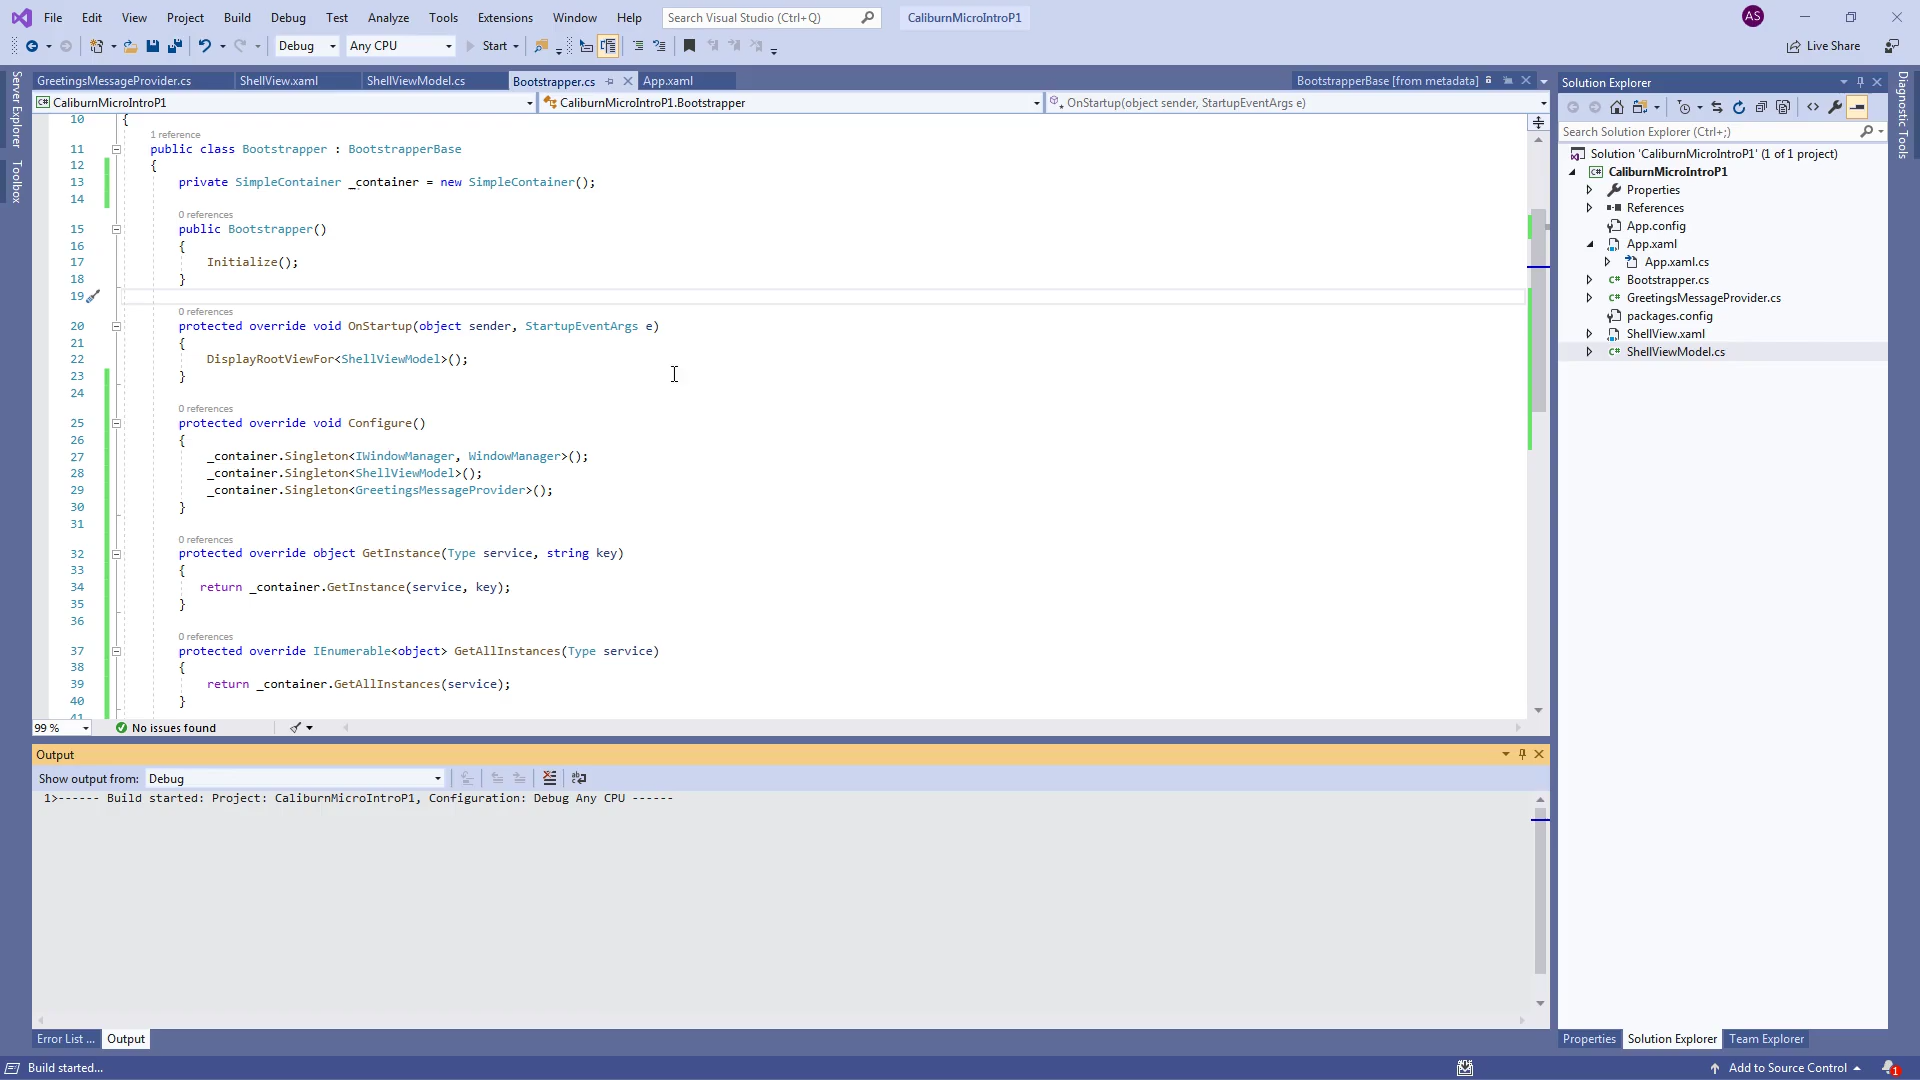 File Edit View Project Build Debug Test Analyze Tools Extensions Window Help Search Visual Studio (Ctrl+Q) CaliburnMicroIntroP1 AS
Debug Any CPU Start Live Share
GreetingsMessageProvider.cs ShellView.xaml ShellViewModel.cs Bootstrapper.cs App.xaml BootstrapperBase [from metadata]
CaliburnMicroIntroP1 CaliburnMicroIntroP1.Bootstrapper OnStartup(object sender, StartupEventArgs e)
Server Explorer
Toolbox
10 {
1 reference
11 public class Bootstrapper : BootstrapperBase
12 {
13 private SimpleContainer _container = new SimpleContainer();
14
0 references
15 public Bootstrapper()
16 {
17 Initialize();
18 }
19
0 references
20 protected override void OnStartup(object sender, StartupEventArgs e)
21 {
22 DisplayRootViewFor<ShellViewModel>();
23 }
24
0 references
25 protected override void Configure()
26 {
27 _container.Singleton<IWindowManager, WindowManager>();
28 _container.Singleton<ShellViewModel>();
29 _container.Singleton<GreetingsMessageProvider>();
30 }
31
0 references
32 protected override object GetInstance(Type service, string key)
33 {
34 return _container.GetInstance(service, key);
35 }
36
0 references
37 protected override IEnumerable<object> GetAllInstances(Type service)
38 {
39 return _container.GetAllInstances(service);
40 }
41
99 % No issues found
Output
Show output from: Debug
1>------ Build started: Project: CaliburnMicroIntroP1, Configuration: Debug Any CPU ------
Error List ... Output
Build started...
Solution Explorer
Search Solution Explorer (Ctrl+;)
Solution 'CaliburnMicroIntroP1' (1 of 1 project)
CaliburnMicroIntroP1
Properties
References
App.config
App.xaml
App.xaml.cs
Bootstrapper.cs
GreetingsMessageProvider.cs
packages.config
ShellView.xaml
ShellViewModel.cs
Properties Solution Explorer Team Explorer
Add to Source Control 1
Diagnostic Tools